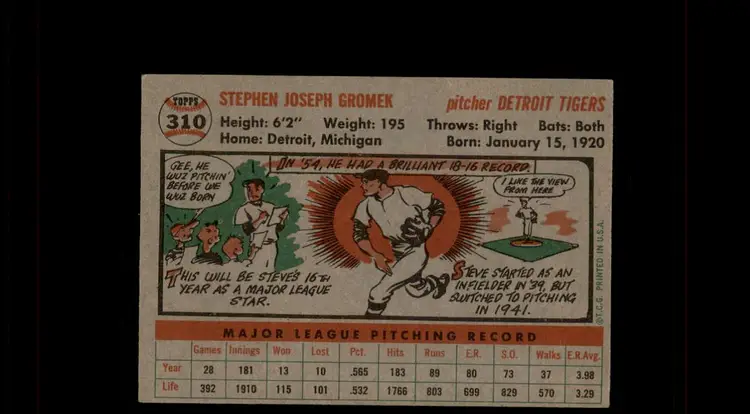 TOPPS
310
STEPHEN JOSEPH GROMEK pitcher DETROIT TIGERS
Height: 6'2" Weight: 195 Throws: Right Bats: Both
Home: Detroit, Michigan Born: January 15, 1920
GEE, HE
WUZ PITCHIN'
BEFORE WE
WUZ BORN
IN '54, HE HAD A BRILLIANT 18-16 RECORD.
I LIKE THE VIEW
FROM HERE
THIS WILL BE STEVE'S 16TH
YEAR AS A MAJOR LEAGUE
STAR.
STEVE STARTED AS AN
INFIELDER IN '39, BUT
SWITCHED TO PITCHING
IN 1941.
©T.C.G. PRINTED IN U.S.A.
MAJOR LEAGUE PITCHING RECORD
Games Innings Won Lost Pct. Hits Runs E.R. S.O. Walks E.R.Avg.
Year 28 181 13 10 .565 183 89 80 73 37 3.98
Life 392 1910 115 101 .532 1766 803 699 829 570 3.29